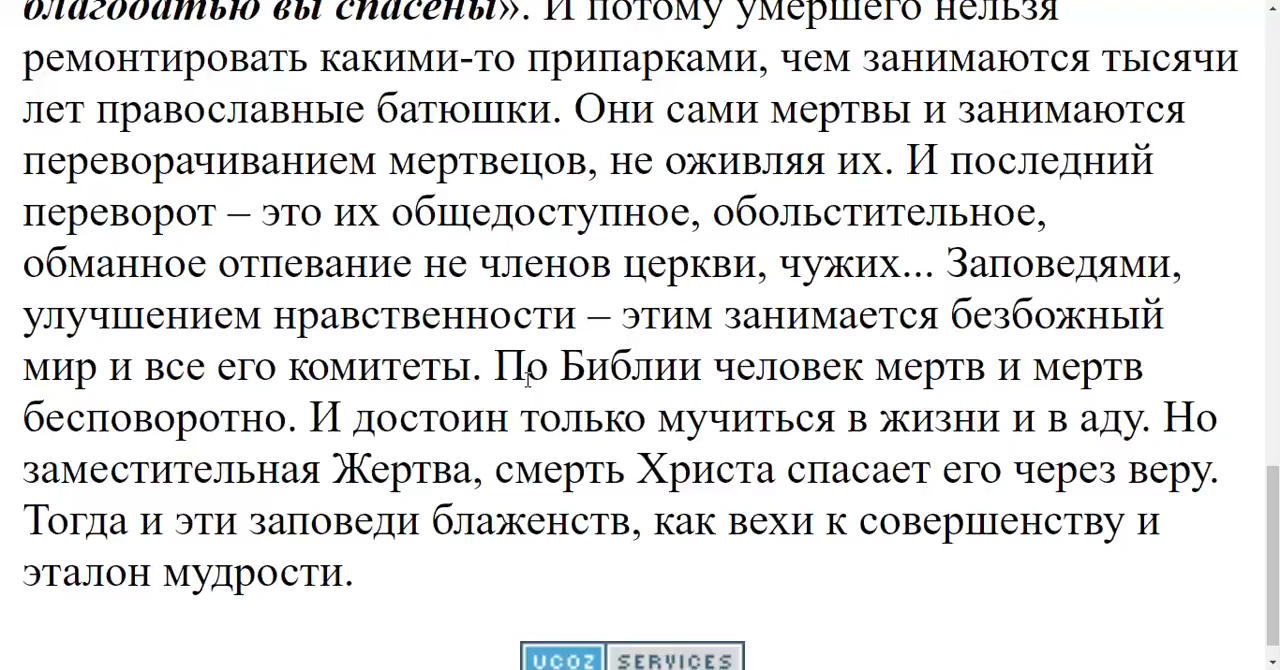 благодатью вы спасены». И потому умершего нельзя
ремонтировать какими-то припарками, чем занимаются тысячи
лет православные батюшки. Они сами мертвы и занимаются
переворачиванием мертвецов, не оживляя их. И последний
переворот – это их общедоступное, обольстительное,
обманное отпевание не членов церкви, чужих... Заповедями,
улучшением нравственности – этим занимается безбожный
мир и все его комитеты. По Библии человек мертв и мертв
бесповоротно. И достоин только мучиться в жизни и в аду. Но
заместительная Жертва, смерть Христа спасает его через веру.
Тогда и эти заповеди блаженств, как вехи к совершенству и
эталон мудрости.
UCOZ SERVICES